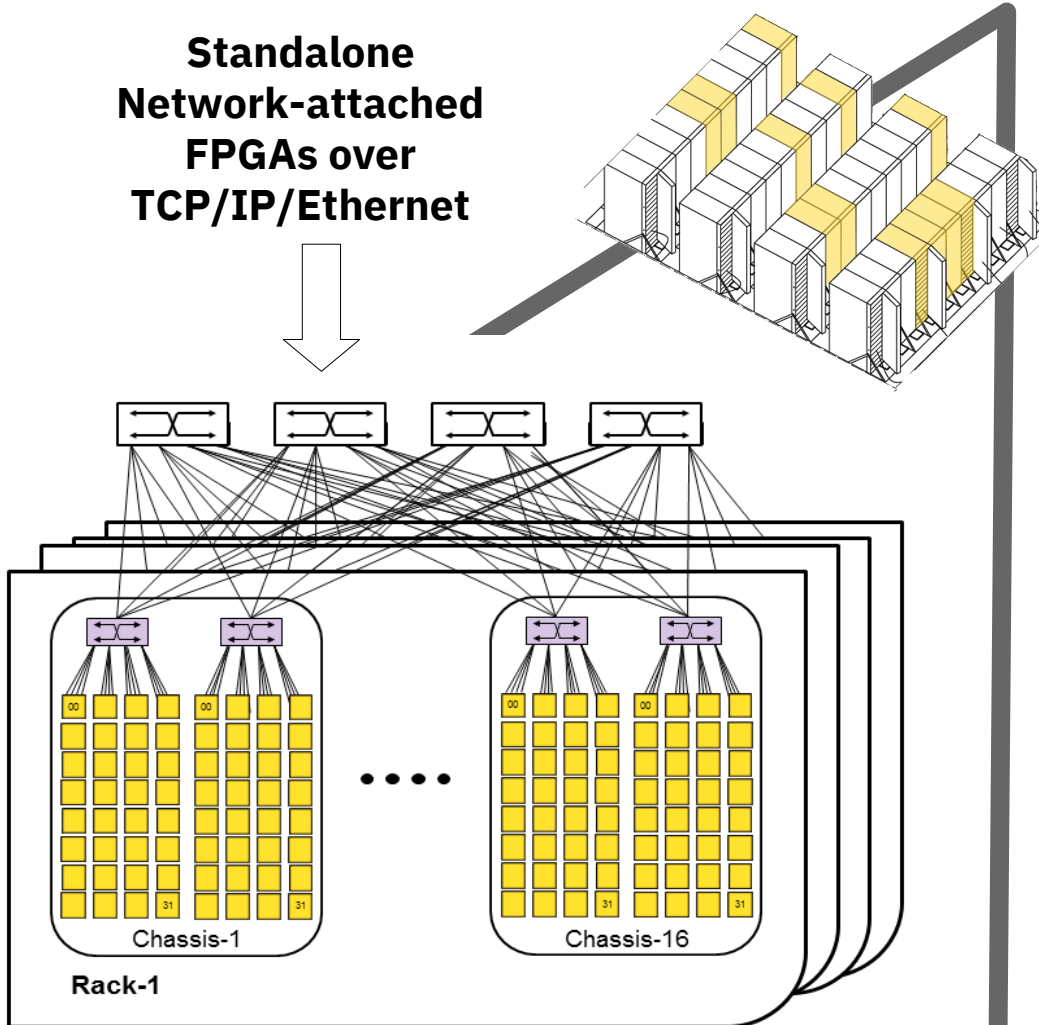 Standalone
Network-attached
FPGAs over
TCP/IP/Ethernet
00 00 00 00
31 31 31 31
Chassis-1 Chassis-16
Rack-1